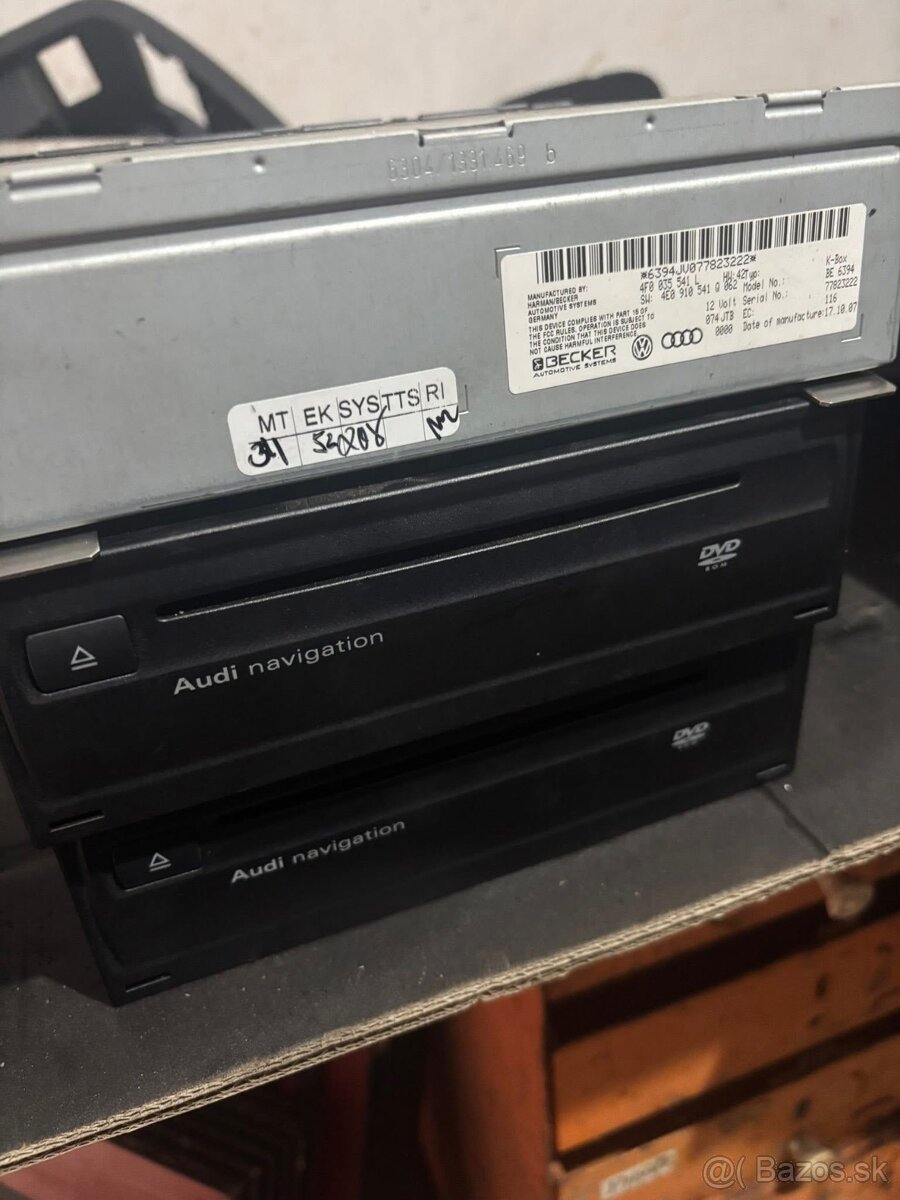 6304/1331.469 b
*6394JV077823222*
MANUFACTURED BY:
HARMAN/BECKER
AUTOMOTIVE SYSTEMS
GERMANY
THIS DEVICE COMPLIES WITH PART 15 OF
THE FCC RULES. OPERATION IS SUBJECT TO
THE CONDITION THAT THIS DEVICE DOES
NOT CAUSE HARMFUL INTERFERENCE.
BECKER
AUTOMOTIVE SYSTEMS
4F0 035 541 L HW: 42 Typ: K-Box
SW: 4E0 910 541 Q 062 Model No.: BE 6394
12 Volt Serial No.: 77823222
074 JTB EC: 116
0000 Date of manufacture: 17.10.07
MT EK SYS TTS RI
DVD
ROM
Audi navigation
DVD
Audi navigation
@( Bazos.sk